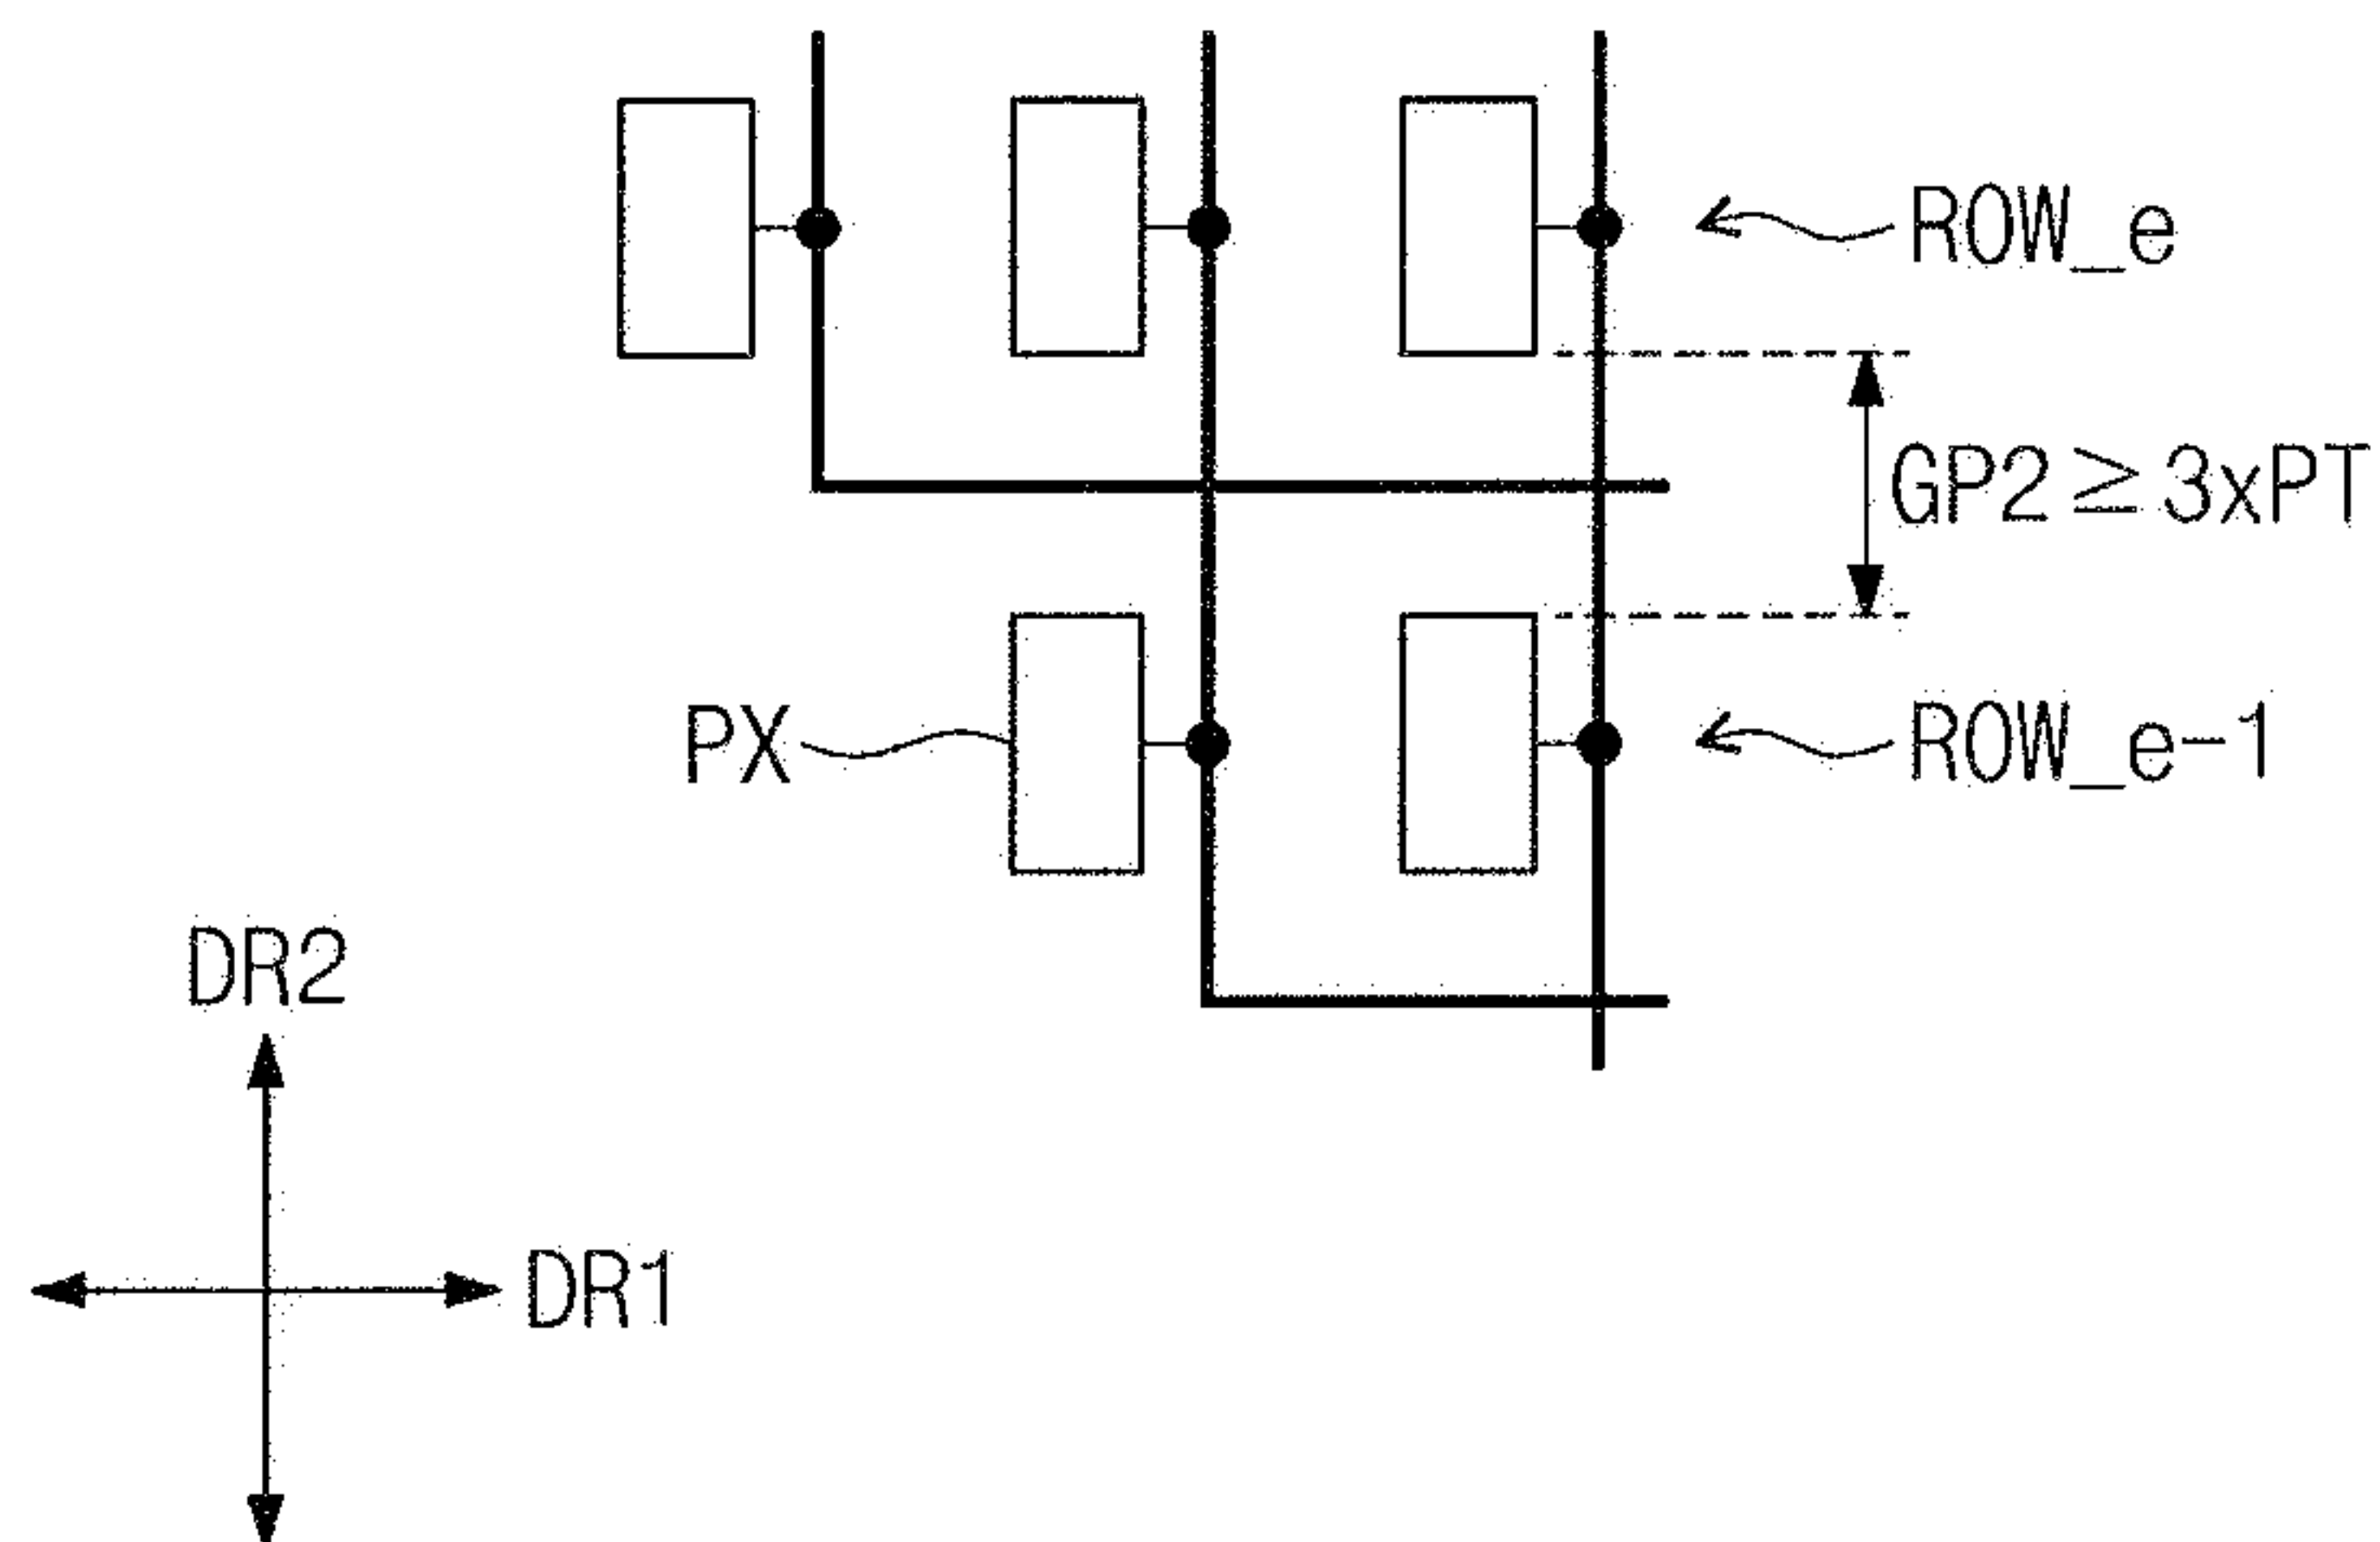 ROW_e
GP2 ≥ 3xPT
PX
ROW_e-1
DR2
DR1